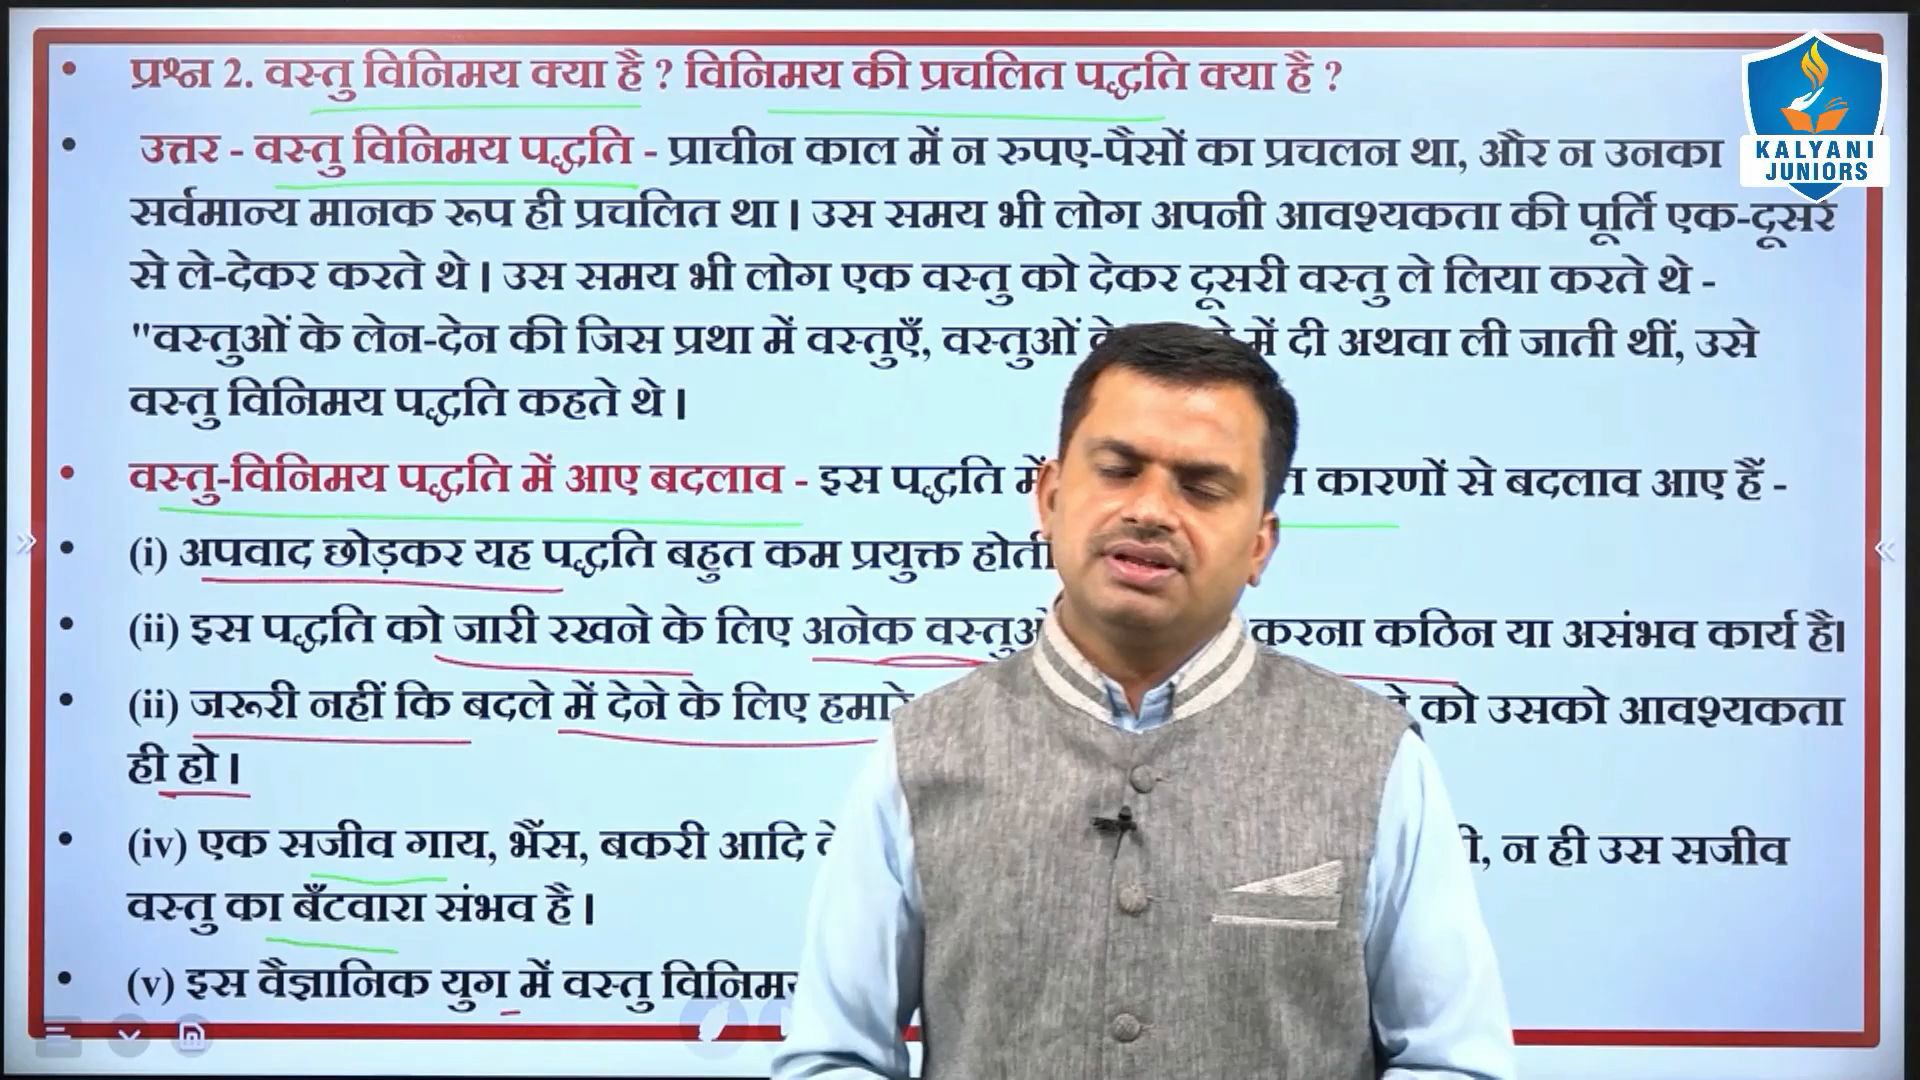 प्रश्न 2. वस्तु विनिमय क्या है ? विनिमय की प्रचलित पद्धति क्या है ?
उत्तर - वस्तु विनिमय पद्धति - प्राचीन काल में न रुपए-पैसों का प्रचलन था, और न उनका
सर्वमान्य मानक रूप ही प्रचलित था । उस समय भी लोग अपनी आवश्यकता की पूर्ति एक-दूसरे
से ले-देकर करते थे । उस समय भी लोग एक वस्तु को देकर दूसरी वस्तु ले लिया करते थे -
"वस्तुओं के लेन-देन की जिस प्रथा में वस्तुएँ, वस्तुओं में दी अथवा ली जाती थीं, उसे
वस्तु विनिमय पद्धति कहते थे ।
वस्तु-विनिमय पद्धति में आए बदलाव - इस पद्धति में कारणों से बदलाव आए हैं -
(i) अपवाद छोड़कर यह पद्धति बहुत कम प्रयुक्त होती
(ii) इस पद्धति को जारी रखने के लिए अनेक करना कठिन या असंभव कार्य है।
(ii) जरूरी नहीं कि बदले में देने के लिए हमारे को उसको आवश्यकता
ही हो ।
(iv) एक सजीव गाय, भैंस, बकरी आदि न ही उस सजीव
वस्तु का बँटवारा संभव है ।
(v) इस वैज्ञानिक युग में वस्तु विनिमय
KALYANI
JUNIORS